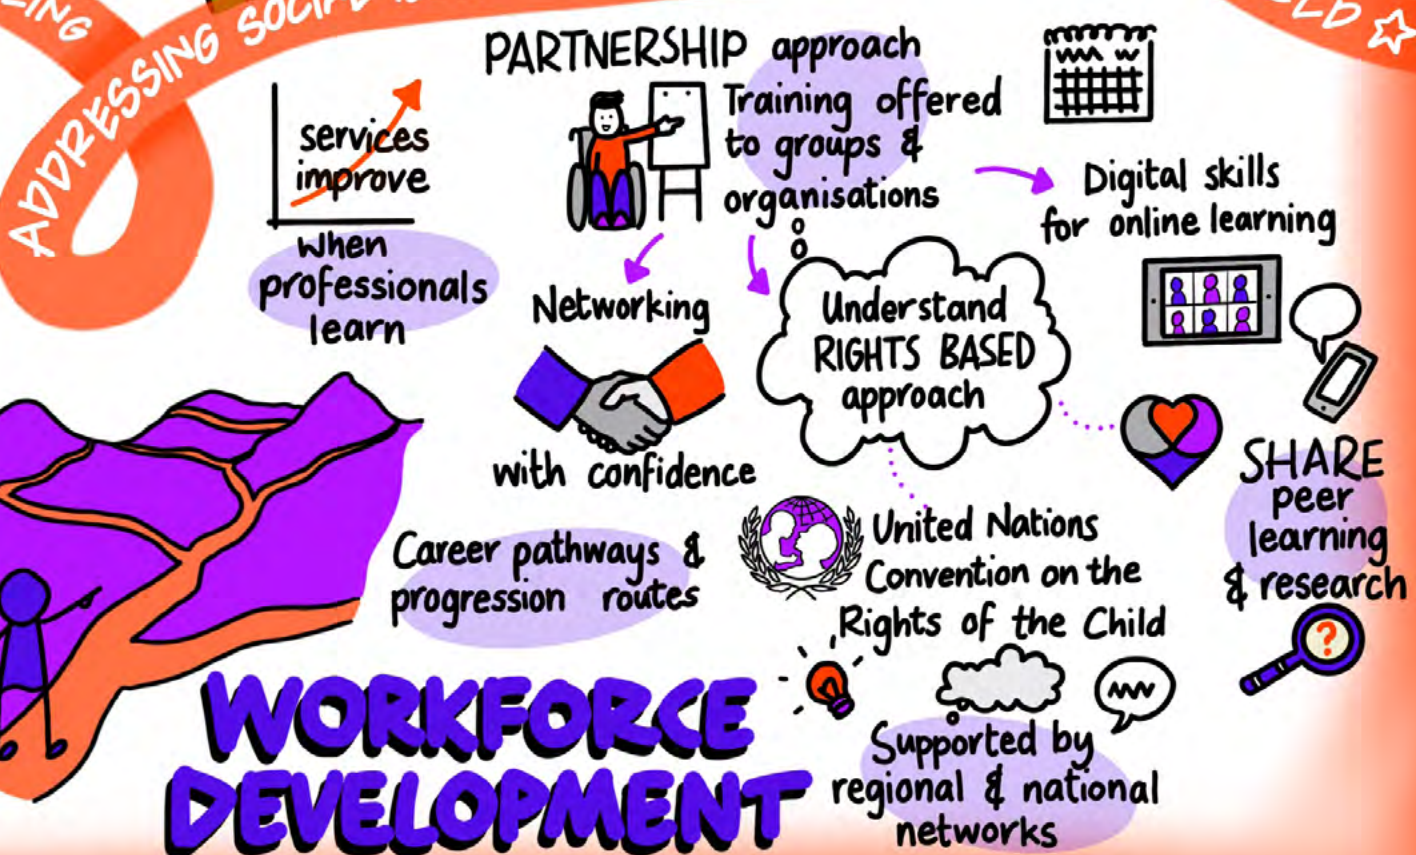 ADDRESSING
PARTNERSHIP approach
Training offered
to groups &
organisations
services
improve
when
professionals
learn
Digital skills
for online learning
Networking
with confidence
Understand
RIGHTS BASED
approach
SHARE
peer
learning
& research
Career pathways &
progression routes
United Nations
Convention on the
Rights of the Child
WORKFORCE
DEVELOPMENT
Supported by
regional & national
networks